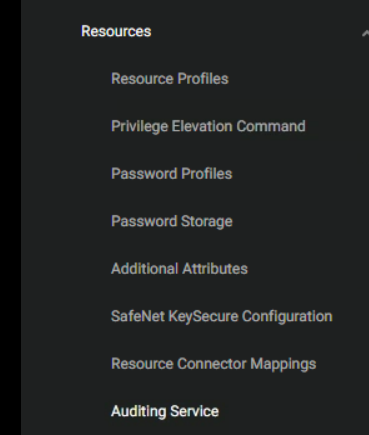 Resources
Resource Profiles
Privilege Elevation Command
Password Profiles
Password Storage
Additional Attributes
SafeNet KeySecure Configuration
Resource Connector Mappings
Auditing Service